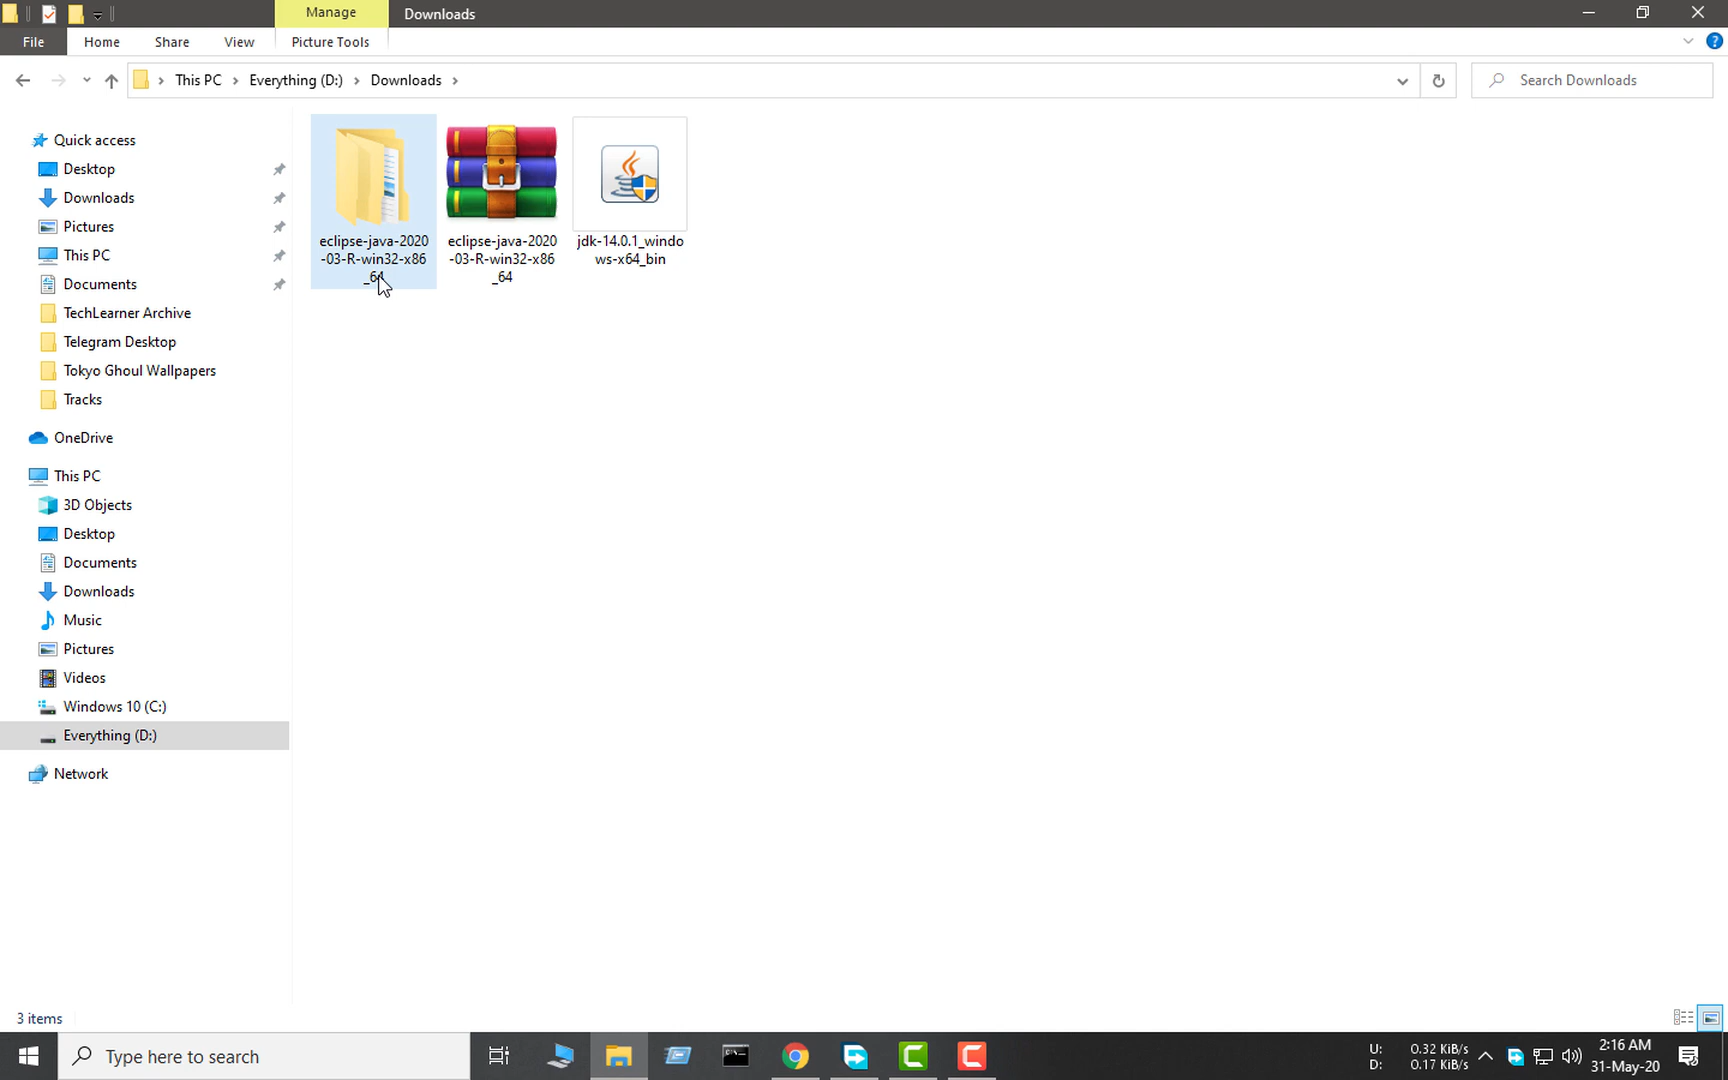 Manage
Downloads
File
Home
Share
View
Picture Tools
This PC
Everything (D:)
Downloads
Search Downloads
Quick access
Desktop
Downloads
Pictures
This PC
Documents
TechLearner Archive
Telegram Desktop
Tokyo Ghoul Wallpapers
Tracks
OneDrive
This PC
3D Objects
Desktop
Documents
Downloads
Music
Pictures
Videos
Windows 10 (C:)
Everything (D:)
Network
eclipse-java-2020
-03-R-win32-x86
_64
eclipse-java-2020
-03-R-win32-x86
_64
jdk-14.0.1_windo
ws-x64_bin
3 items
Type here to search
U: 0.32 KiB/s
D: 0.17 KiB/s
2:16 AM
31-May-20